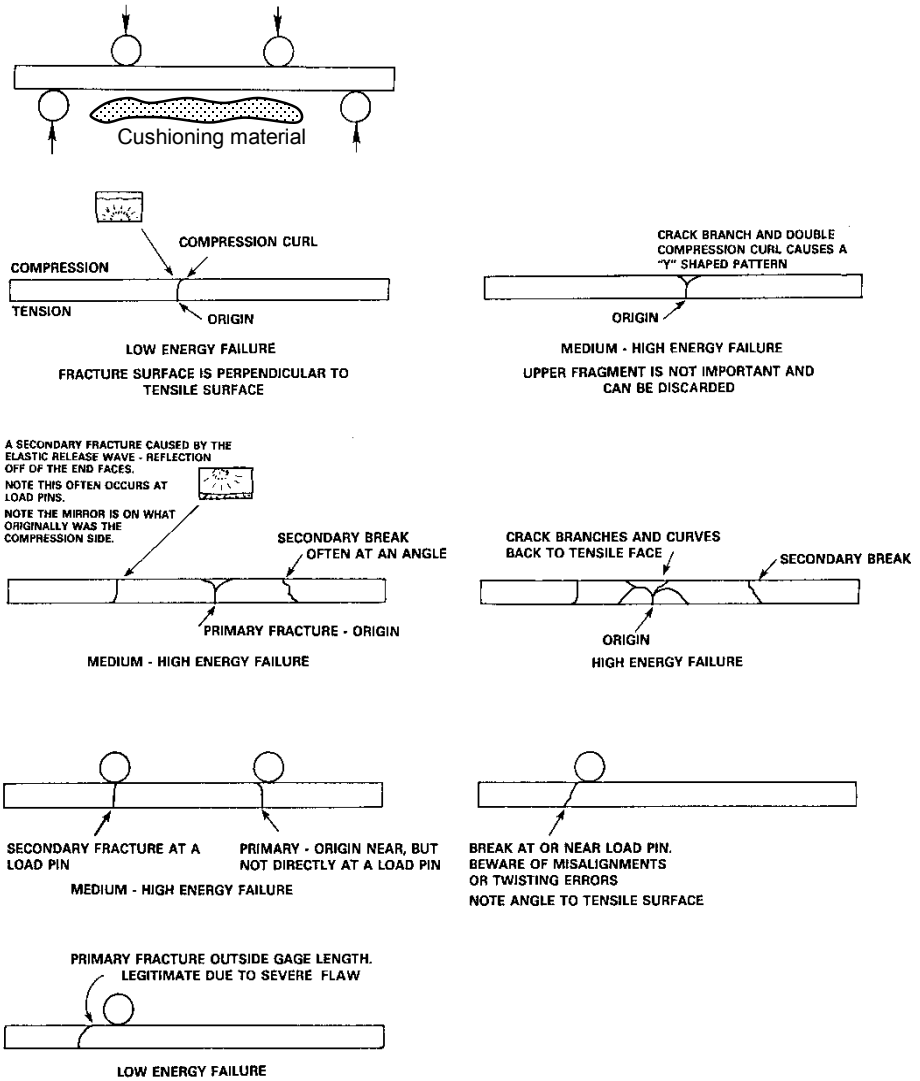 Cushioning material
COMPRESSION CURL
COMPRESSION
TENSION
ORIGIN
LOW ENERGY FAILURE
FRACTURE SURFACE IS PERPENDICULAR TO
TENSILE SURFACE
CRACK BRANCH AND DOUBLE
COMPRESSION CURL CAUSES A
"Y" SHAPED PATTERN
ORIGIN
MEDIUM - HIGH ENERGY FAILURE
UPPER FRAGMENT IS NOT IMPORTANT AND
CAN BE DISCARDED
A SECONDARY FRACTURE CAUSED BY THE
ELASTIC RELEASE WAVE - REFLECTION
OFF OF THE END FACES.
NOTE THIS OFTEN OCCURS AT
LOAD PINS.
NOTE THE MIRROR IS ON WHAT
ORIGINALLY WAS THE
COMPRESSION SIDE.
SECONDARY BREAK
OFTEN AT AN ANGLE
PRIMARY FRACTURE - ORIGIN
MEDIUM - HIGH ENERGY FAILURE
CRACK BRANCHES AND CURVES
BACK TO TENSILE FACE
SECONDARY BREAK
ORIGIN
HIGH ENERGY FAILURE
SECONDARY FRACTURE AT A
LOAD PIN
PRIMARY - ORIGIN NEAR, BUT
NOT DIRECTLY AT A LOAD PIN
MEDIUM - HIGH ENERGY FAILURE
BREAK AT OR NEAR LOAD PIN.
BEWARE OF MISALIGNMENTS
OR TWISTING ERRORS
NOTE ANGLE TO TENSILE SURFACE
PRIMARY FRACTURE OUTSIDE GAGE LENGTH.
LEGITIMATE DUE TO SEVERE FLAW
LOW ENERGY FAILURE